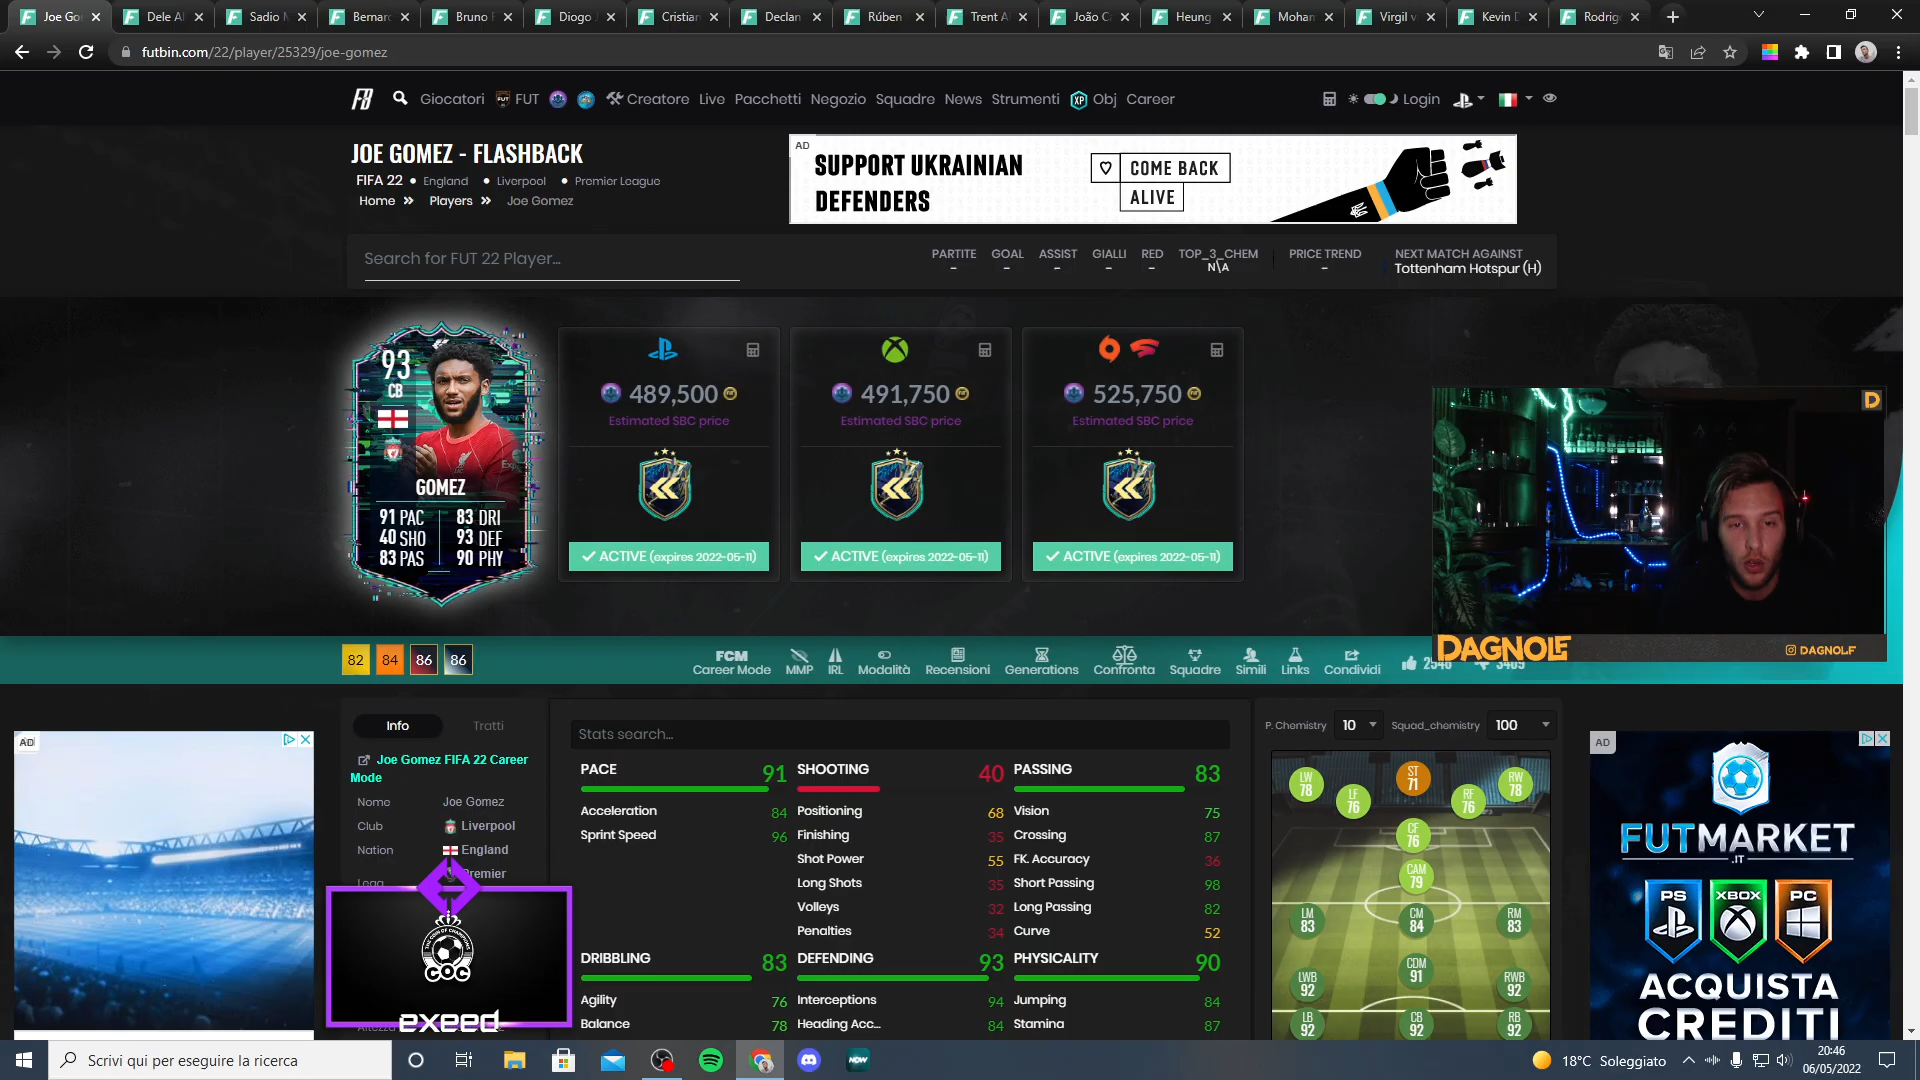 Joe Go
Dele Al
Sadio M
Bernard
Bruno F
Diogo J
Cristian
Declan
Rúben
Trent Al
João Ca
Heung
Moham
Virgil v
Kevin D
Rodrig
futbin.com/22/player/25329/joe-gomez
Giocatori FUT Creatore Live Pacchetti Negozio Squadre News Strumenti XP Obj Career Login
JOE GOMEZ - FLASHBACK
FIFA 22 • England • Liverpool • Premier League
Home » Players » Joe Gomez
AD
SUPPORT UKRAINIAN
DEFENDERS
COME BACK
ALIVE
Search for FUT 22 Player...
PARTITE GOAL ASSIST GIALLI RED TOP_3_CHEM PRICE TREND NEXT MATCH AGAINST
- - - - - N\A - Tottenham Hotspur (H)
93
CB
GOMEZ
91 PAC 83 DRI
40 SHO 93 DEF
83 PAS 90 PHY
489,500
Estimated SBC price
ACTIVE (expires 2022-05-11)
491,750
Estimated SBC price
ACTIVE (expires 2022-05-11)
525,750
Estimated SBC price
ACTIVE (expires 2022-05-11)
D
DAGNOLF
DAGNOLF
82 84 86 86
FCM
Career Mode MMP IRL Modalità Recensioni Generations Confronta Squadre Simili Links Condividi
Info Tratti
Joe Gomez FIFA 22 Career
Mode
Nome Joe Gomez
Club Liverpool
Nation England
Premier
AD
THE COIN OF CHAMPIONS
COC
exeed
Stats search...
PACE 91
Acceleration 84
Sprint Speed 96
SHOOTING 40
Positioning 68
Finishing 35
Shot Power 55
Long Shots 35
Volleys 32
Penalties 34
PASSING 83
Vision 75
Crossing 87
FK. Accuracy 36
Short Passing 98
Long Passing 82
Curve 52
DRIBBLING 83
Agility 76
Balance 78
DEFENDING 93
Interceptions 94
Heading Acc... 84
PHYSICALITY 90
Jumping 84
Stamina 87
P. Chemistry 10 Squad_chemistry 100
LW 78
LF 76
ST 71
RF 76
RW 78
CF 76
CAM 79
LM 83
CM 84
RM 83
CDM 91
LWB 92
RWB 92
LB 92
CB 92
RB 92
AD
FUTMARKET
.IT
PS XBOX PC
ACQUISTA
CREDITI
Scrivi qui per eseguire la ricerca
NOW
18°C Soleggiato
20:46
06/05/2022